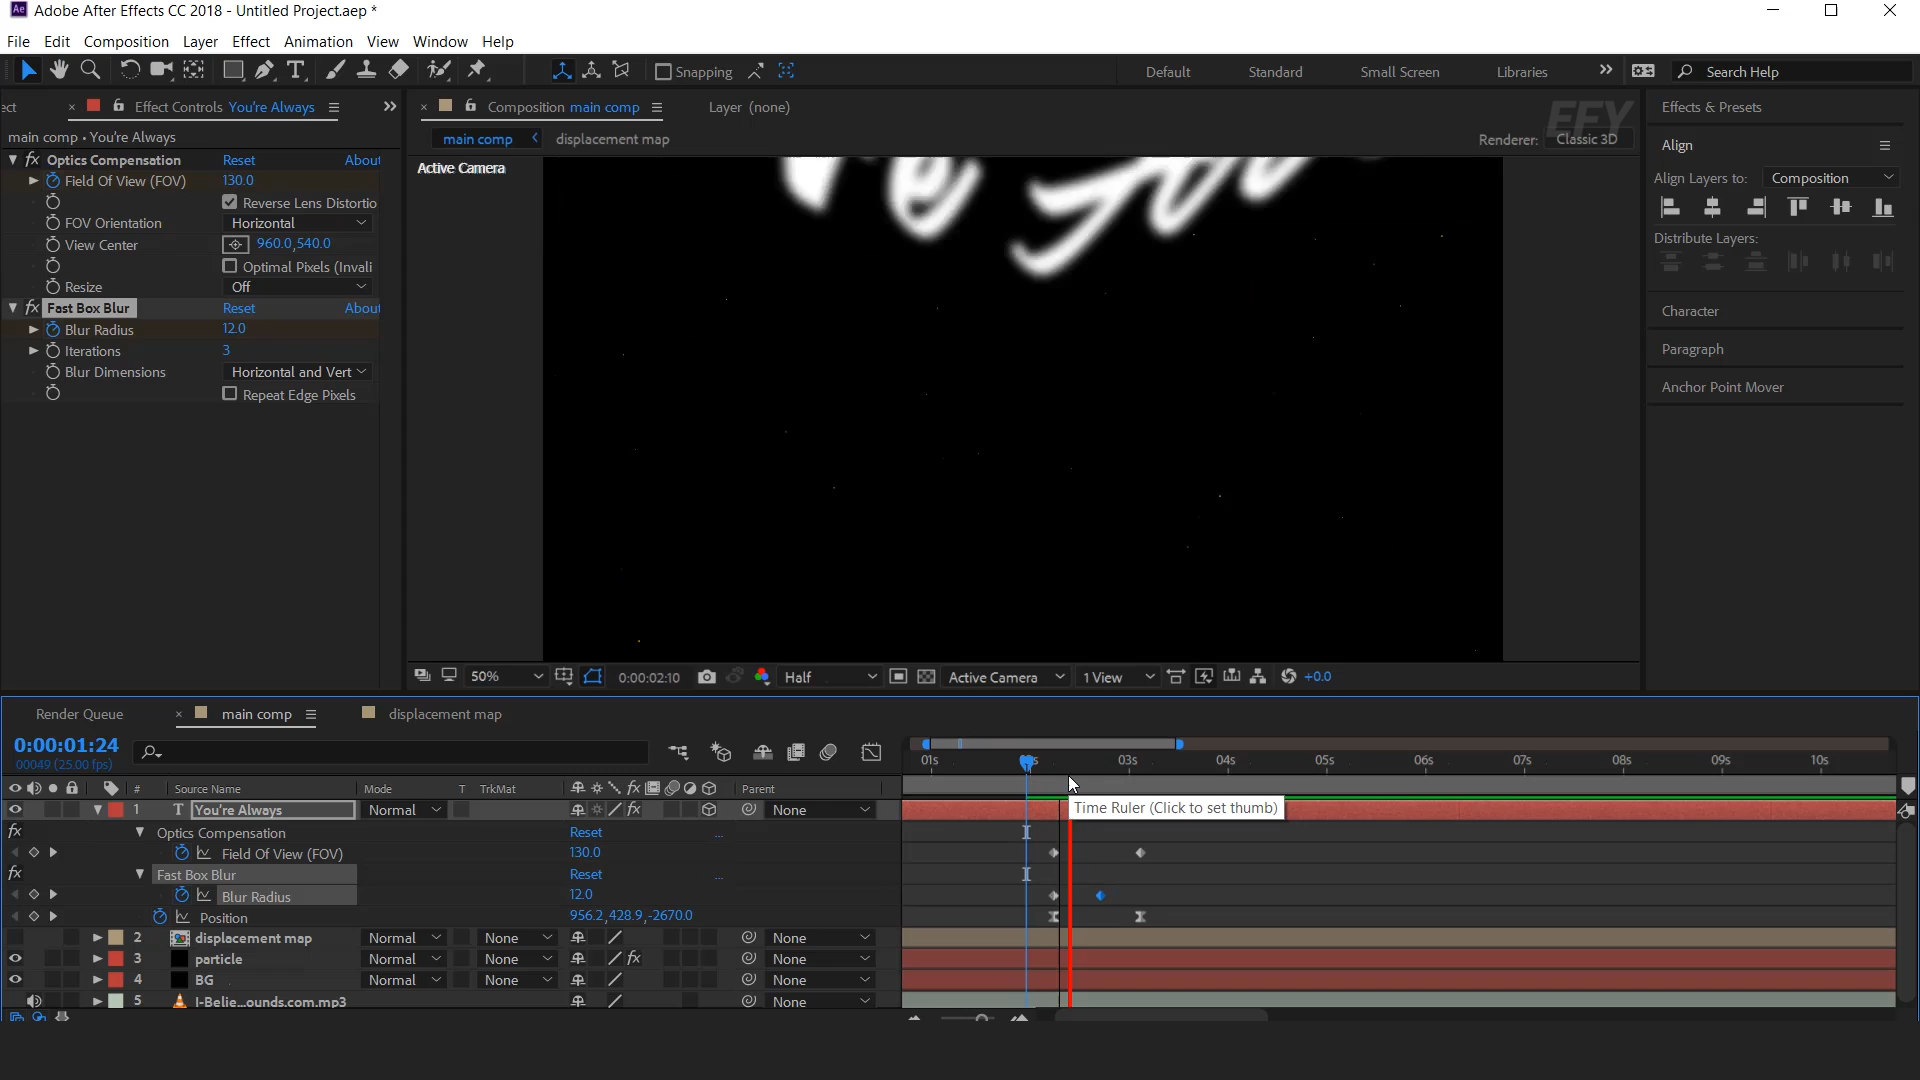 Ae Adobe After Effects CC 2018 - Untitled Project.aep *
File Edit Composition Layer Effect Animation View Window Help
Snapping Default Standard Small Screen Libraries Search Help
ect Effect Controls You're Always
Composition main comp Layer (none)
Effects & Presets
main comp • You're Always
main comp displacement map
EFY
Renderer: Classic 3D
Align
fx Optics Compensation Reset About
Active Camera
Field Of View (FOV) 130.0
Align Layers to: Composition
Reverse Lens Distortio
FOV Orientation Horizontal
View Center 960.0,540.0
Distribute Layers:
Optimal Pixels (Invali
Resize Off
fx Fast Box Blur Reset About
Character
Blur Radius 12.0
Iterations 3
Paragraph
Blur Dimensions Horizontal and Vert
Anchor Point Mover
Repeat Edge Pixels
50% 0:00:02:10 Half Active Camera 1 View +0.0
Render Queue main comp displacement map
0:00:01:24
00049 (25.00 fps)
01s 03s 04s 05s 06s 07s 08s 09s 10s
# Source Name Mode T TrkMat fx Parent
1 T You're Always Normal fx None
Time Ruler (Click to set thumb)
fx Optics Compensation Reset ...
Field Of View (FOV) 130.0
fx Fast Box Blur Reset ...
Blur Radius 12.0
Position 956.2,428.9,-2670.0
2 displacement map Normal None None
3 particle Normal None fx None
4 BG Normal None None
5 I-Belie...ounds.com.mp3 None